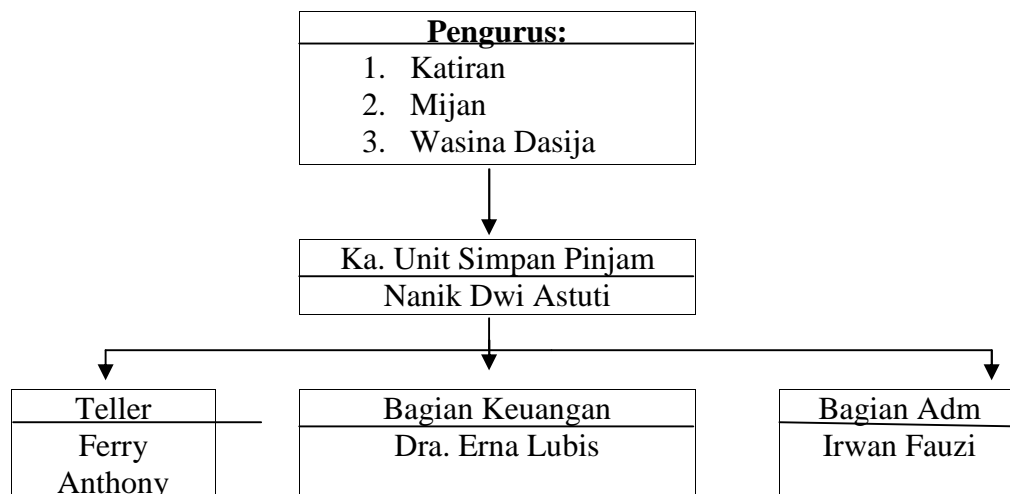 Pengurus:
1. Katiran
2. Mijan
3. Wasina Dasija
Ka. Unit Simpan Pinjam
Nanik Dwi Astuti
Teller
Ferry
Anthony
Bagian Keuangan
Dra. Erna Lubis
Bagian Adm
Irwan Fauzi